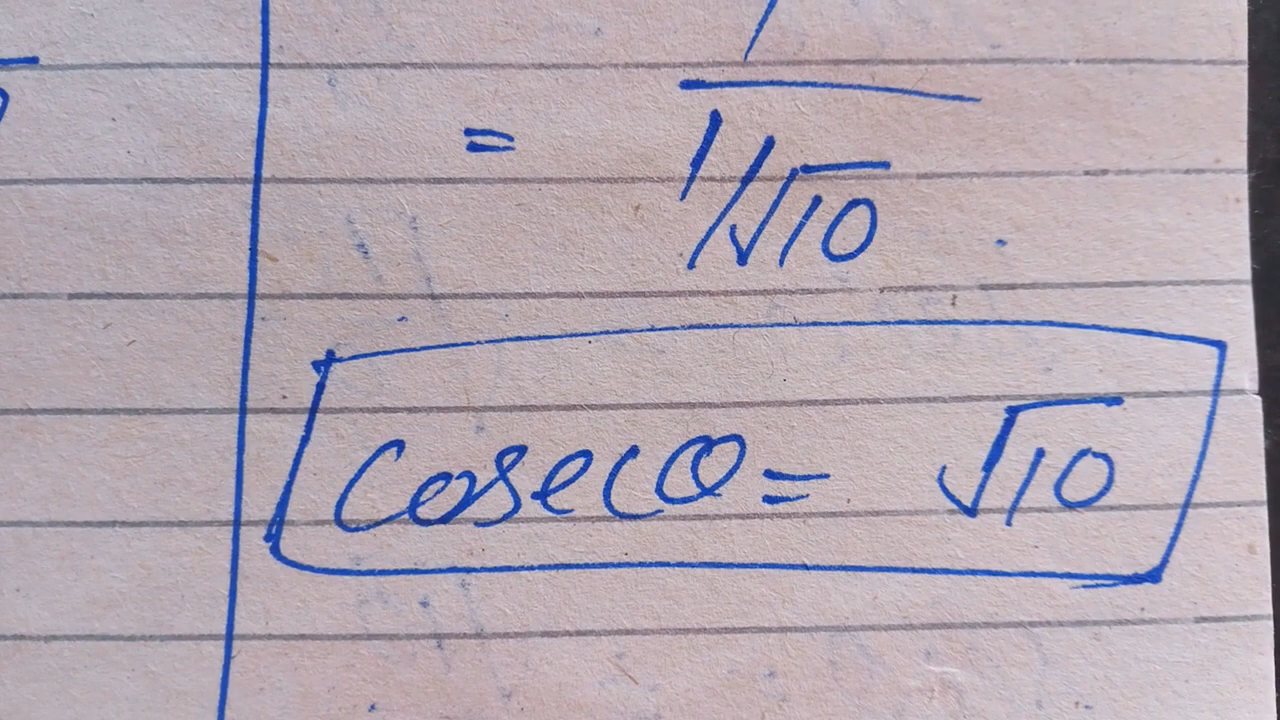 = 1/√10
cosecθ = √10